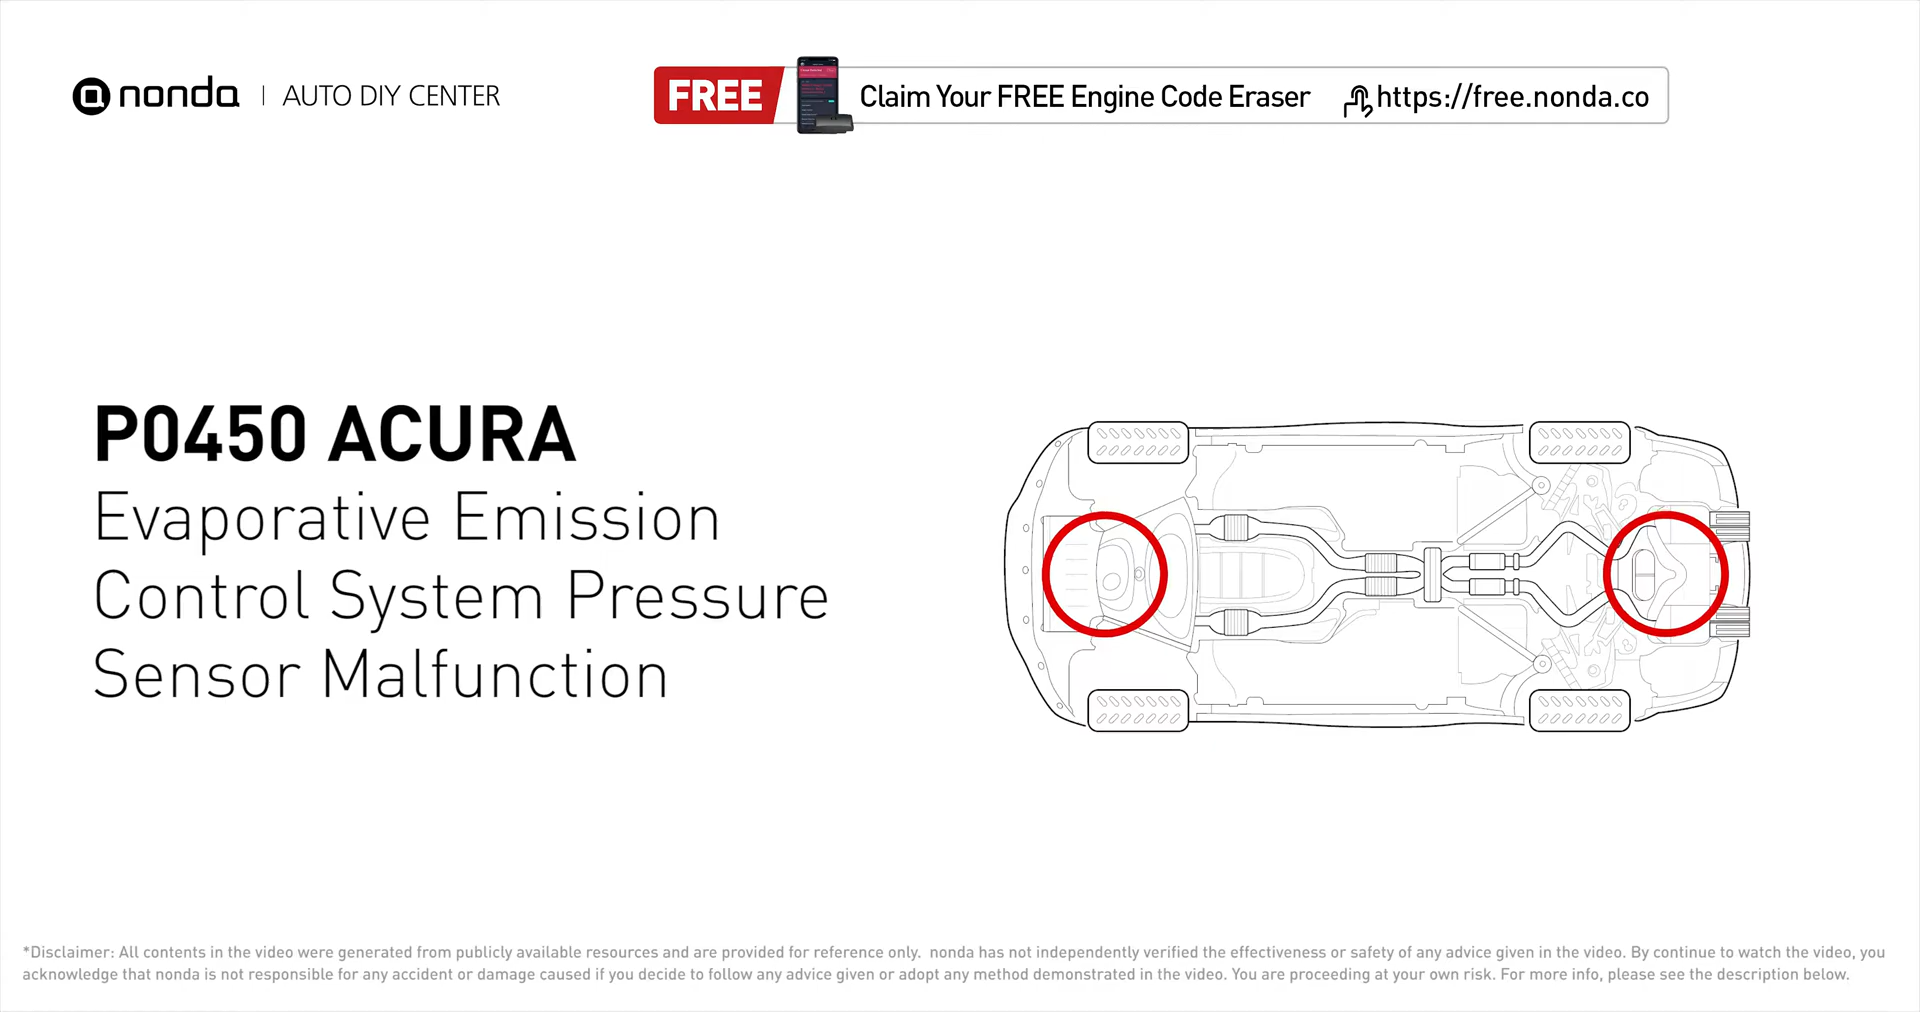 nonda | AUTO DIY CENTER
FREE Claim Your FREE Engine Code Eraser https://free.nonda.co
P0450 ACURA
Evaporative Emission
Control System Pressure
Sensor Malfunction
*Disclaimer: All contents in the video were generated from publicly available resources and are provided for reference only. nonda has not independently verified the effectiveness or safety of any advice given in the video. By continue to watch the video, you
acknowledge that nonda is not responsible for any accident or damage caused if you decide to follow any advice given or adopt any method demonstrated in the video. You are proceeding at your own risk. For more info, please see the description below.